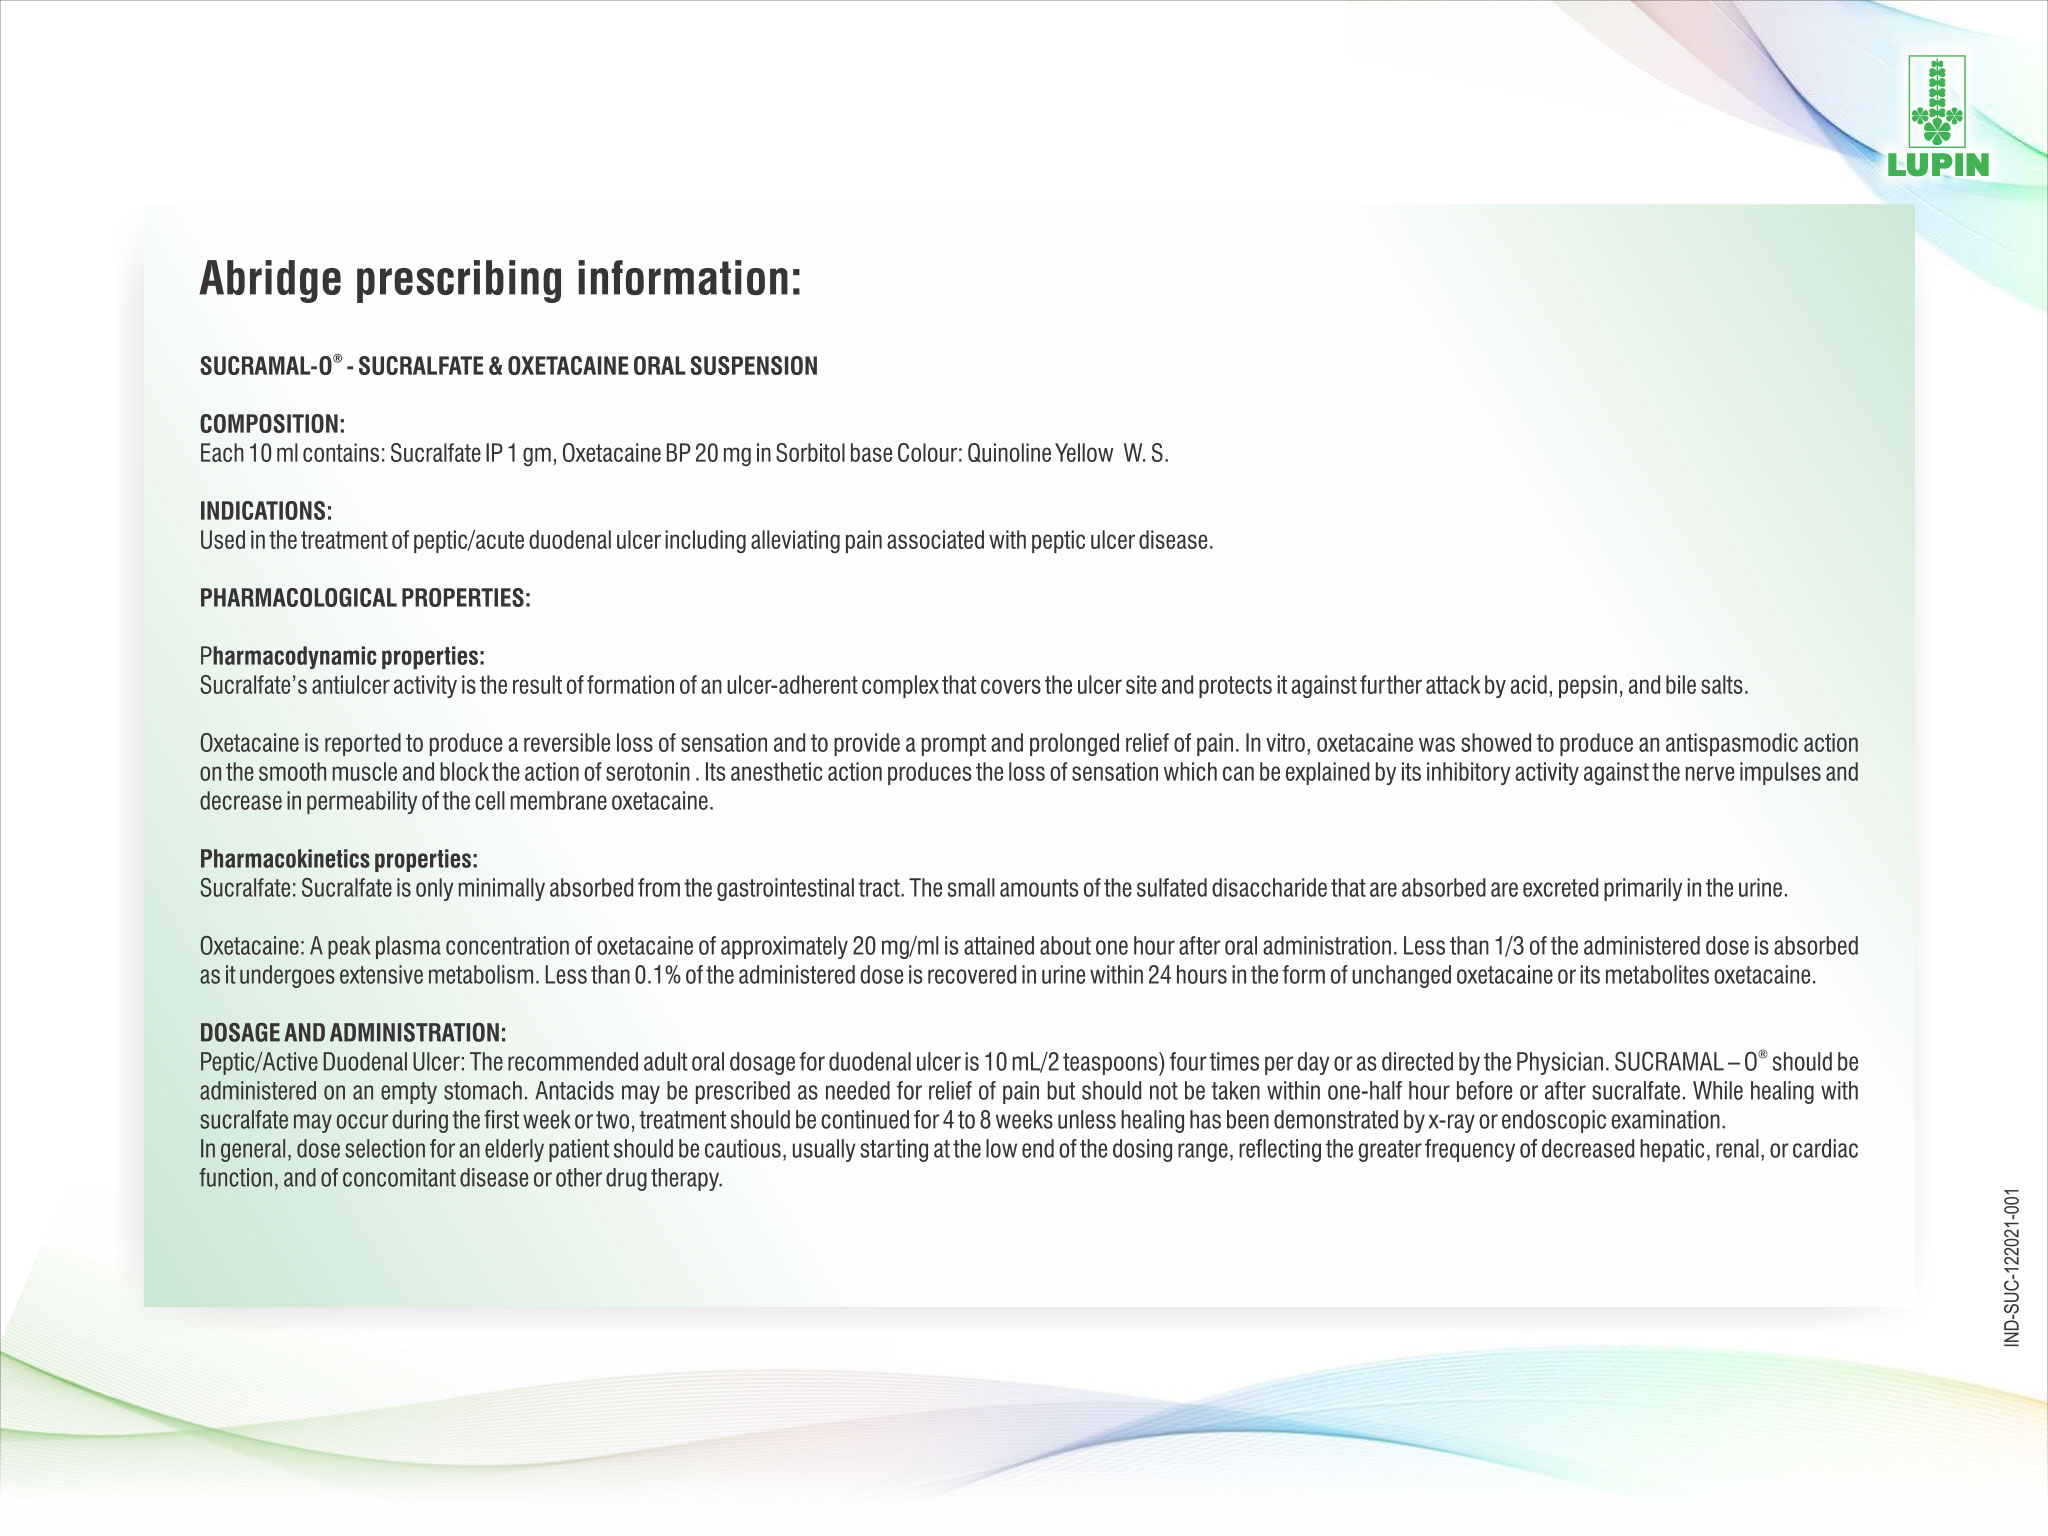 LUPIN
Abridge prescribing information:
SUCRAMAL-O® - SUCRALFATE & OXETACAINE ORAL SUSPENSION
COMPOSITION:
Each 10 ml contains: Sucralfate IP 1 gm, Oxetacaine BP 20 mg in Sorbitol base Colour: Quinoline Yellow W. S.
INDICATIONS:
Used in the treatment of peptic/acute duodenal ulcer including alleviating pain associated with peptic ulcer disease.
PHARMACOLOGICAL PROPERTIES:
Pharmacodynamic properties:
Sucralfate's antiulcer activity is the result of formation of an ulcer-adherent complex that covers the ulcer site and protects it against further attack by acid, pepsin, and bile salts.
Oxetacaine is reported to produce a reversible loss of sensation and to provide a prompt and prolonged relief of pain. In vitro, oxetacaine was showed to produce an antispasmodic action
on the smooth muscle and block the action of serotonin . Its anesthetic action produces the loss of sensation which can be explained by its inhibitory activity against the nerve impulses and
decrease in permeability of the cell membrane oxetacaine.
Pharmacokinetics properties:
Sucralfate: Sucralfate is only minimally absorbed from the gastrointestinal tract. The small amounts of the sulfated disaccharide that are absorbed are excreted primarily in the urine.
Oxetacaine: A peak plasma concentration of oxetacaine of approximately 20 mg/ml is attained about one hour after oral administration. Less than 1/3 of the administered dose is absorbed
as it undergoes extensive metabolism. Less than 0.1% of the administered dose is recovered in urine within 24 hours in the form of unchanged oxetacaine or its metabolites oxetacaine.
DOSAGE AND ADMINISTRATION:
Peptic/Active Duodenal Ulcer: The recommended adult oral dosage for duodenal ulcer is 10 mL/2 teaspoons) four times per day or as directed by the Physician. SUCRAMAL – O® should be
administered on an empty stomach. Antacids may be prescribed as needed for relief of pain but should not be taken within one-half hour before or after sucralfate. While healing with
sucralfate may occur during the first week or two, treatment should be continued for 4 to 8 weeks unless healing has been demonstrated by x-ray or endoscopic examination.
In general, dose selection for an elderly patient should be cautious, usually starting at the low end of the dosing range, reflecting the greater frequency of decreased hepatic, renal, or cardiac
function, and of concomitant disease or other drug therapy.
IND-SUC-122021-001